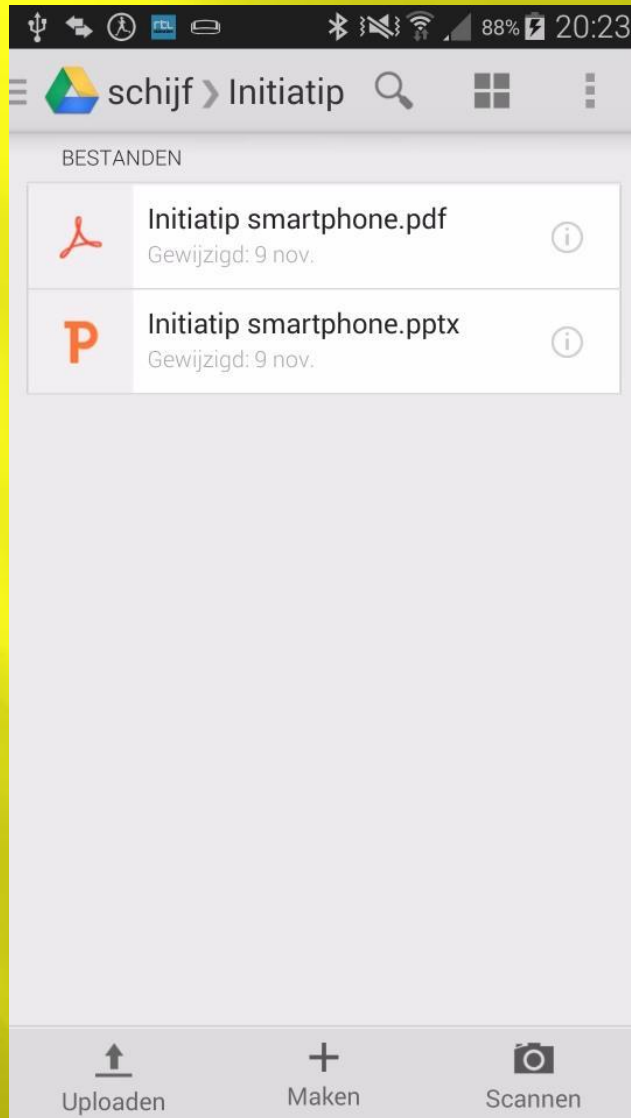 rtl 88% 20:23
schijf Initiatip
BESTANDEN
Initiatip smartphone.pdf
Gewijzigd: 9 nov.
P Initiatip smartphone.pptx
Gewijzigd: 9 nov.
Uploaden Maken Scannen